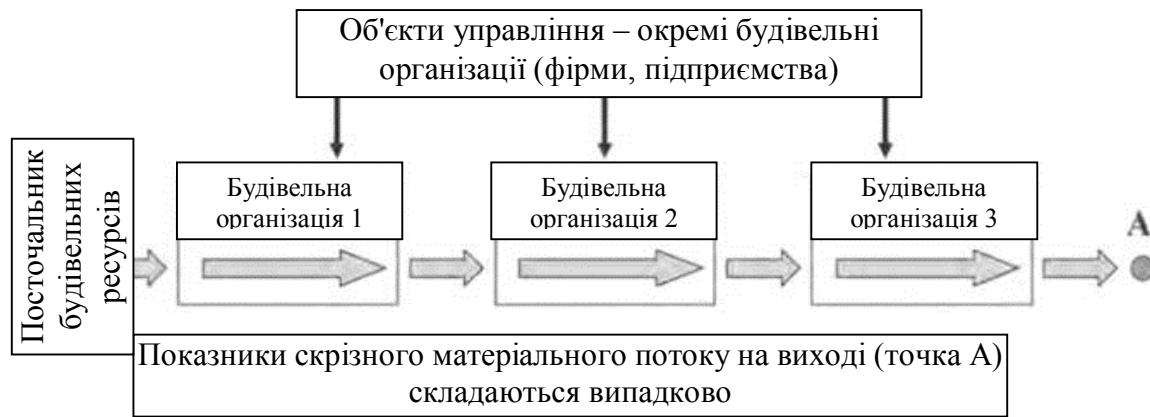 Об'єкти управління – окремі будівельні
організації (фірми, підприємства)
Посточальник
будівельних
ресурсів
Будівельна
організація 1
Будівельна
організація 2
Будівельна
організація 3
А
Показники скрізного матеріального потоку на виході (точка А)
складаються випадково